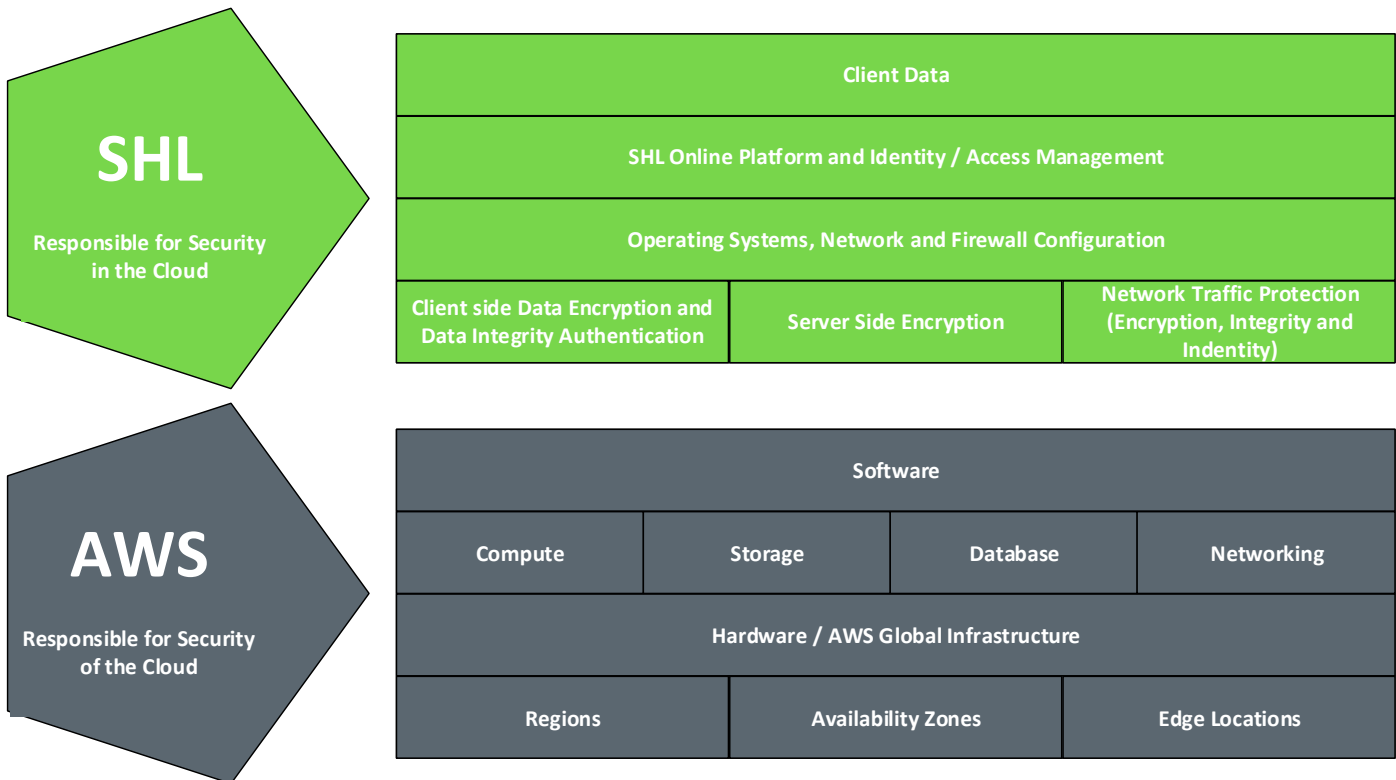 SHL
Responsible for Security
in the Cloud
Client Data
SHL Online Platform and Identity / Access Management
Operating Systems, Network and Firewall Configuration
Client side Data Encryption and
Data Integrity Authentication
Server Side Encryption
Network Traffic Protection
(Encryption, Integrity and
Indentity)
AWS
Responsible for Security
of the Cloud
Software
Compute
Storage
Database
Networking
Hardware / AWS Global Infrastructure
Regions
Availability Zones
Edge Locations